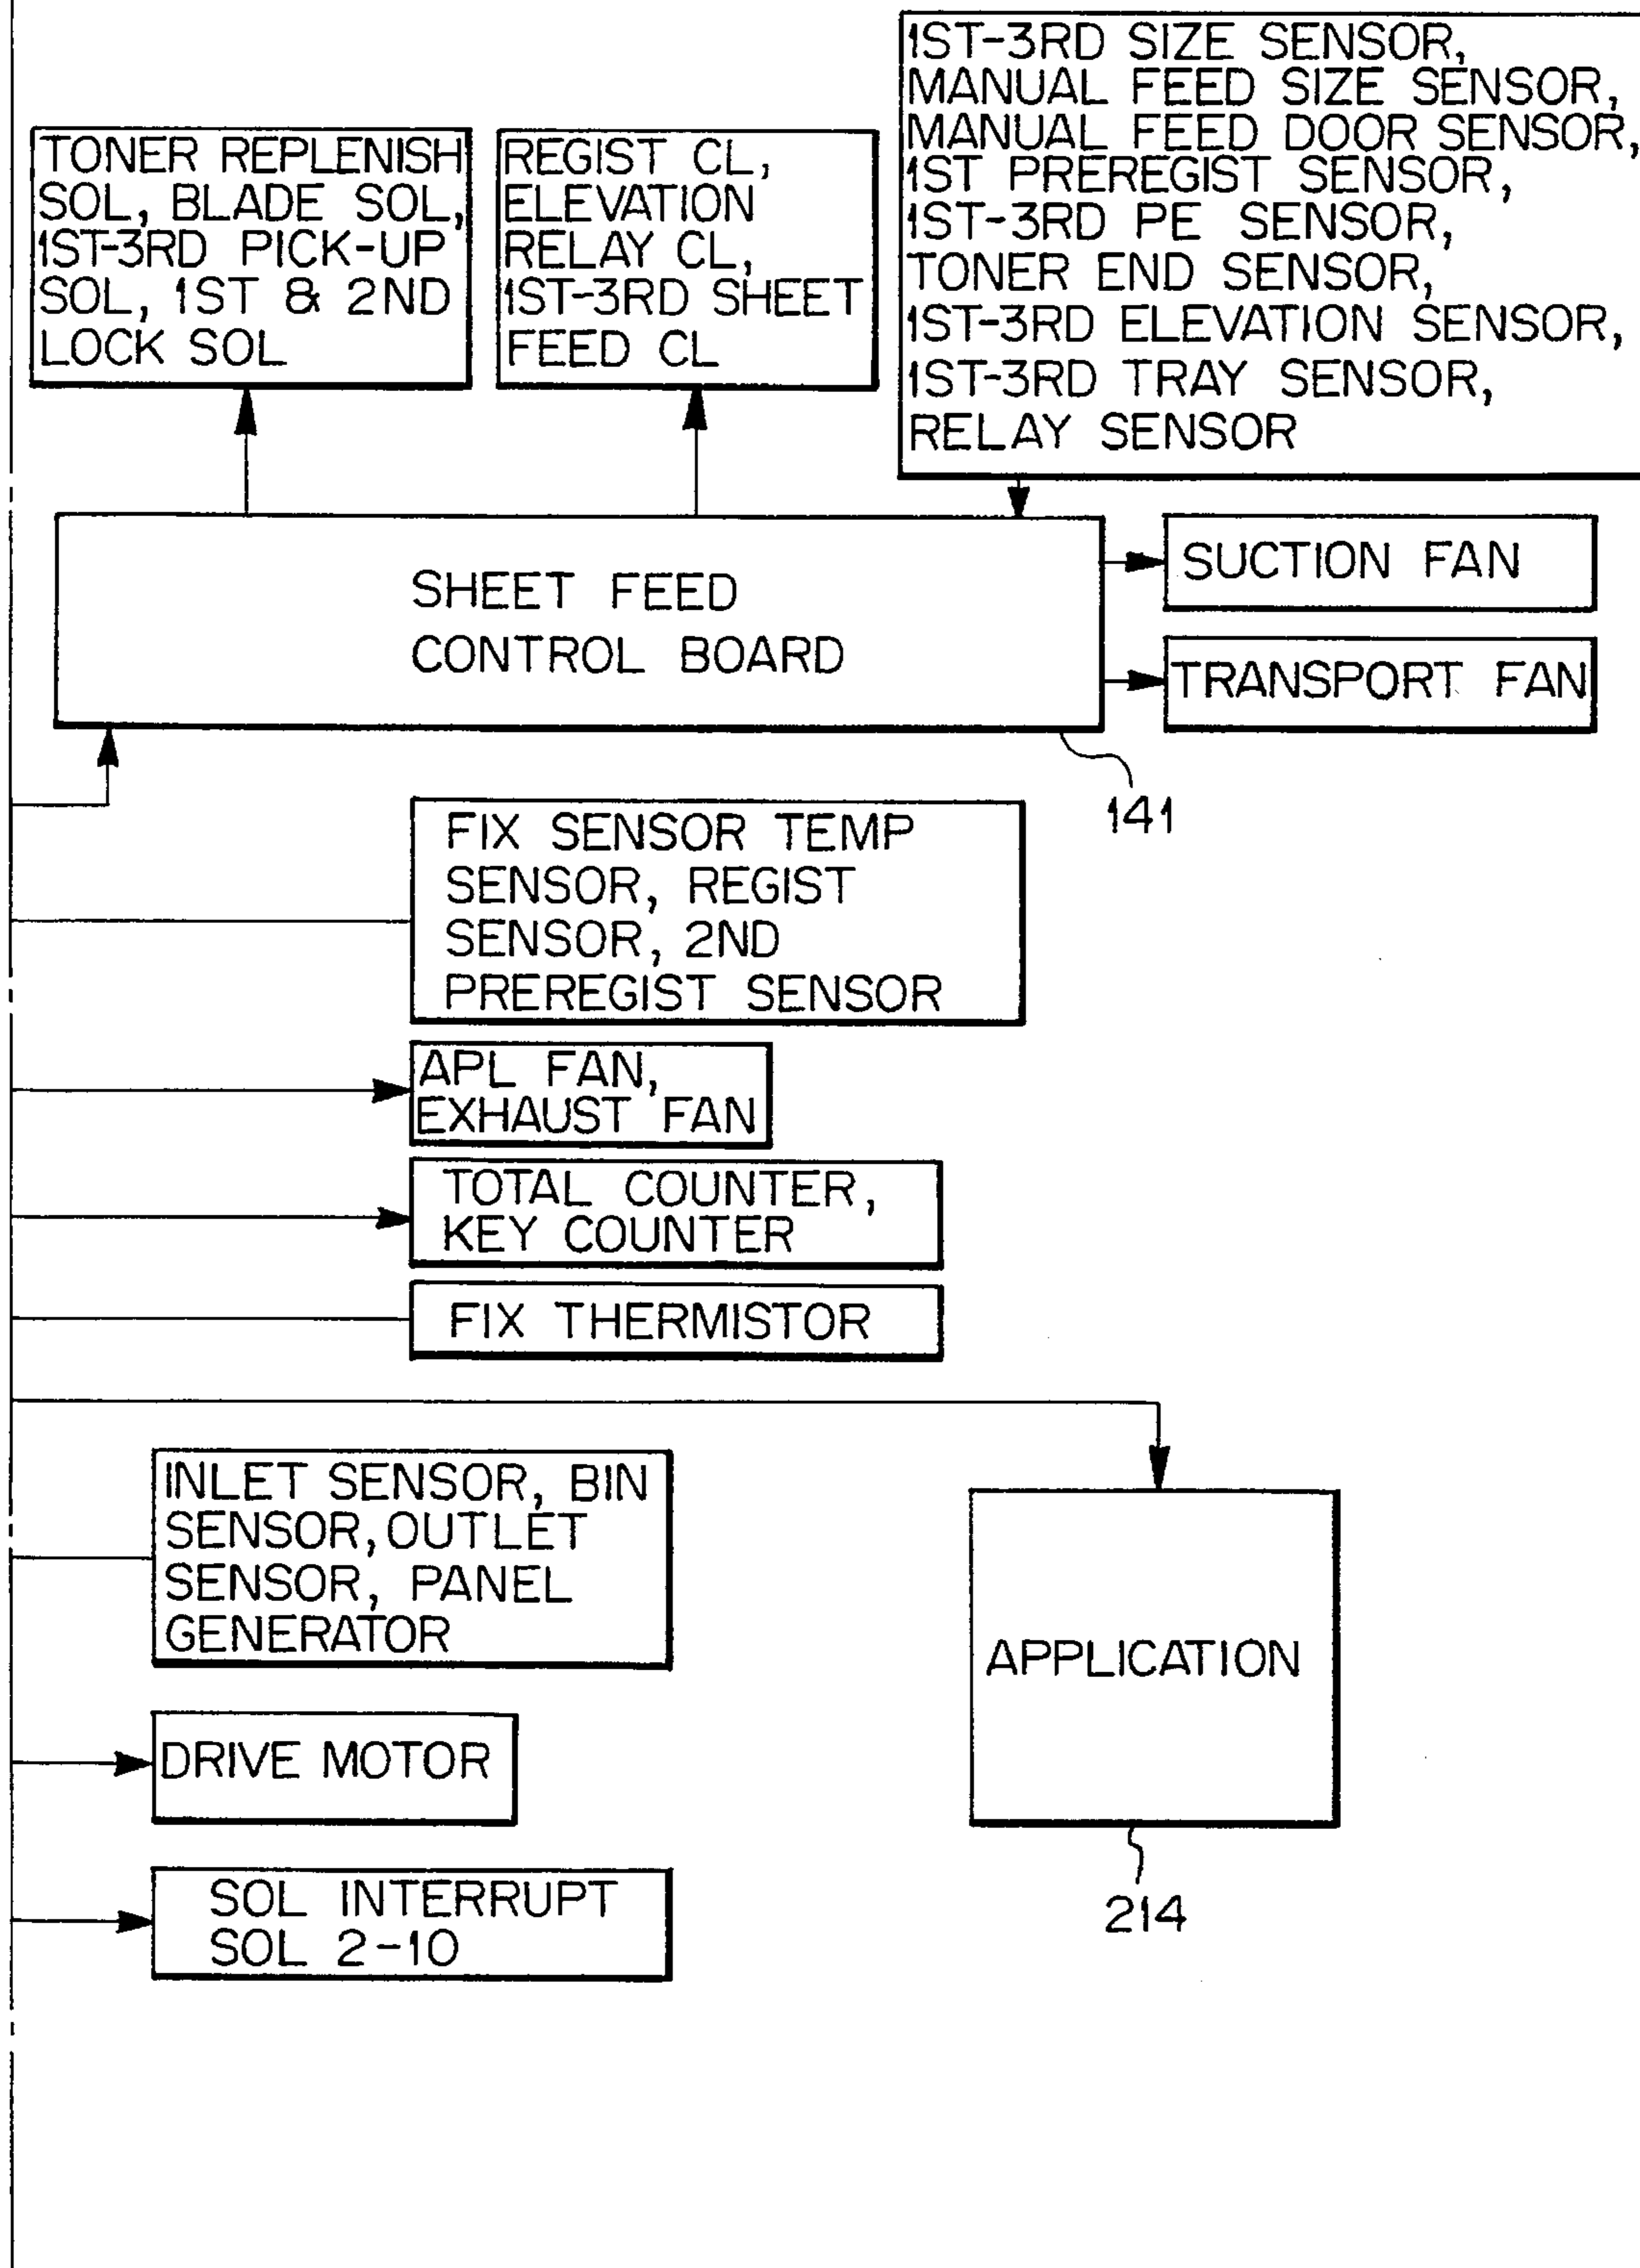 TONER REPLENISH
SOL, BLADE SOL,
1ST-3RD PICK-UP
SOL, 1ST & 2ND
LOCK SOL
REGIST CL,
ELEVATION
RELAY CL,
1ST-3RD SHEET
FEED CL
1ST-3RD SIZE SENSOR,
MANUAL FEED SIZE SENSOR,
MANUAL FEED DOOR SENSOR,
1ST PREREGIST SENSOR,
1ST-3RD PE SENSOR,
TONER END SENSOR,
1ST-3RD ELEVATION SENSOR,
1ST-3RD TRAY SENSOR,
RELAY SENSOR
SHEET FEED
CONTROL BOARD
SUCTION FAN
TRANSPORT FAN
141
FIX SENSOR TEMP
SENSOR, REGIST
SENSOR, 2ND
PREREGIST SENSOR
APL FAN,
EXHAUST FAN
TOTAL COUNTER,
KEY COUNTER
FIX THERMISTOR
INLET SENSOR, BIN
SENSOR, OUTLET
SENSOR, PANEL
GENERATOR
APPLICATION
DRIVE MOTOR
SOL INTERRUPT
SOL 2-10
214